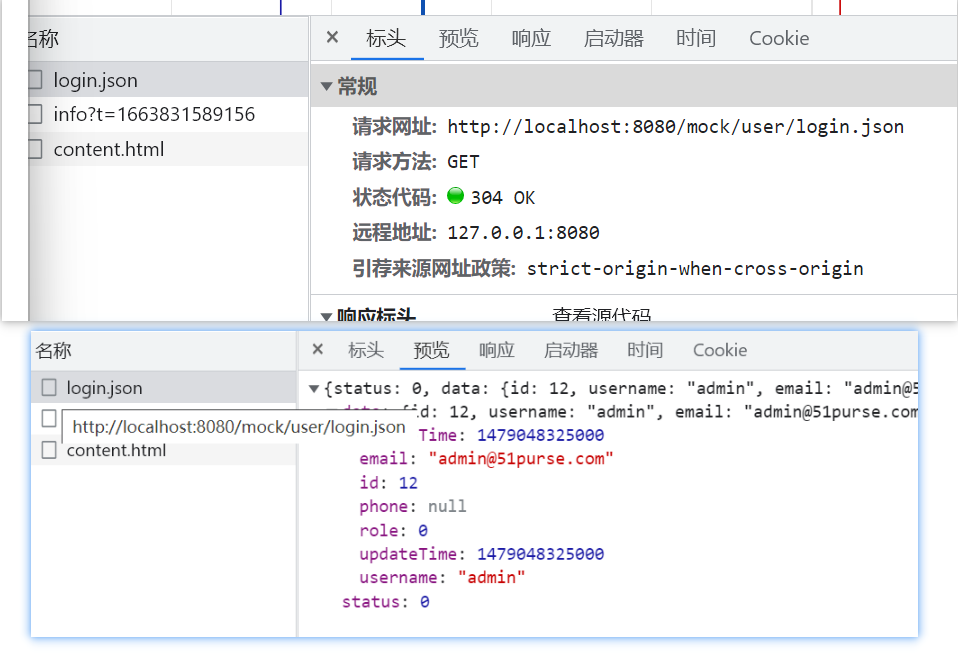 名称
× 标头 预览 响应 启动器 时间 Cookie
login.json
info?t=1663831589156
content.html
▼常规
请求网址: http://localhost:8080/mock/user/login.json
请求方法: GET
状态代码: 304 OK
远程地址: 127.0.0.1:8080
引荐来源网址政策: strict-origin-when-cross-origin
▼响应标头 查看源代码
名称
× 标头 预览 响应 启动器 时间 Cookie
login.json
http://localhost:8080/mock/user/login.json
content.html
▼{status: 0, data: {id: 12, username: "admin", email: "admin@5
data: {id: 12, username: "admin", email: "admin@51purse.com
Time: 1479048325000
email: "admin@51purse.com"
id: 12
phone: null
role: 0
updateTime: 1479048325000
username: "admin"
status: 0